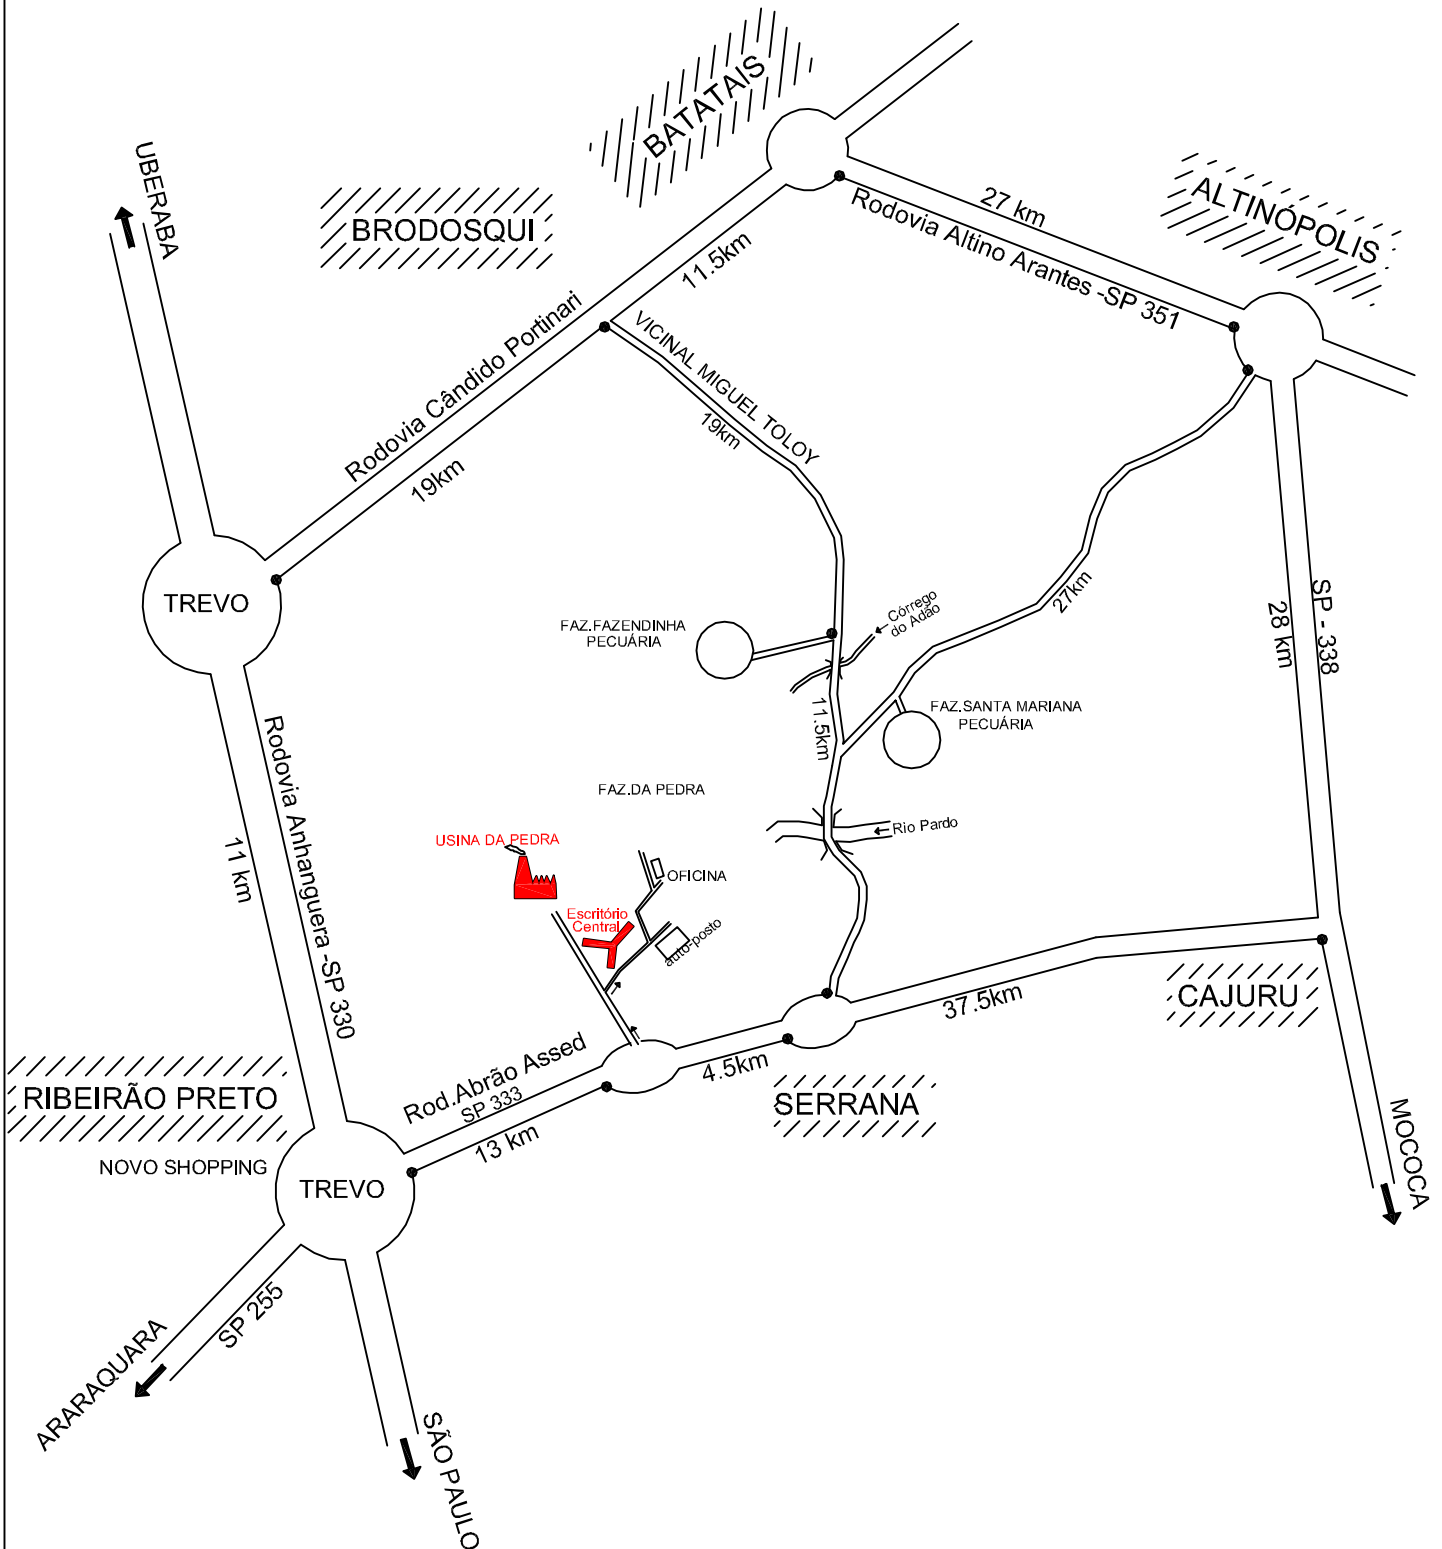 BATATAIS
UBERABA
BRODOSQUI
ALTINÓPOLIS
27 km
Rodovia Altino Arantes -SP 351
11.5km
Rodovia Cândido Portinari
19km
VICINAL MIGUEL TOLOY
19km
TREVO
FAZ.FAZENDINHA
PECUÁRIA
Córrego
do Adão
27km
SP - 338
28 km
11.5km
FAZ.SANTA MARIANA
PECUÁRIA
Rodovia Anhanguera -SP 330
11 km
FAZ.DA PEDRA
USINA DA PEDRA
Rio Pardo
OFICINA
Escritório
Central
auto-posto
CAJURU
37.5km
Rod.Abrão Assed
SP 333
13 km
4.5km
SERRANA
RIBEIRÃO PRETO
NOVO SHOPPING
TREVO
MOCOCA
SP 255
ARARAQUARA
SÃO PAULO